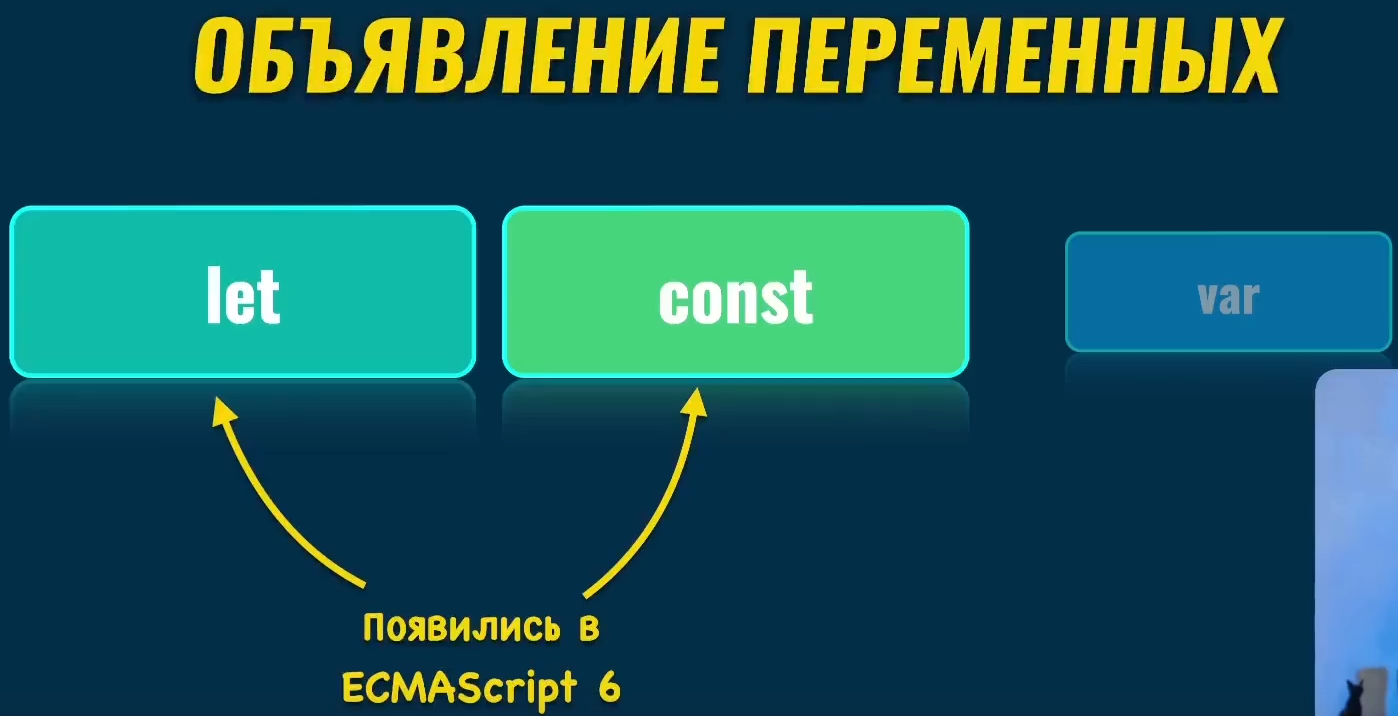 ОБЪЯВЛЕНИЕ ПЕРЕМЕННЫХ
let
const
var
Появились в
ECMAScript 6